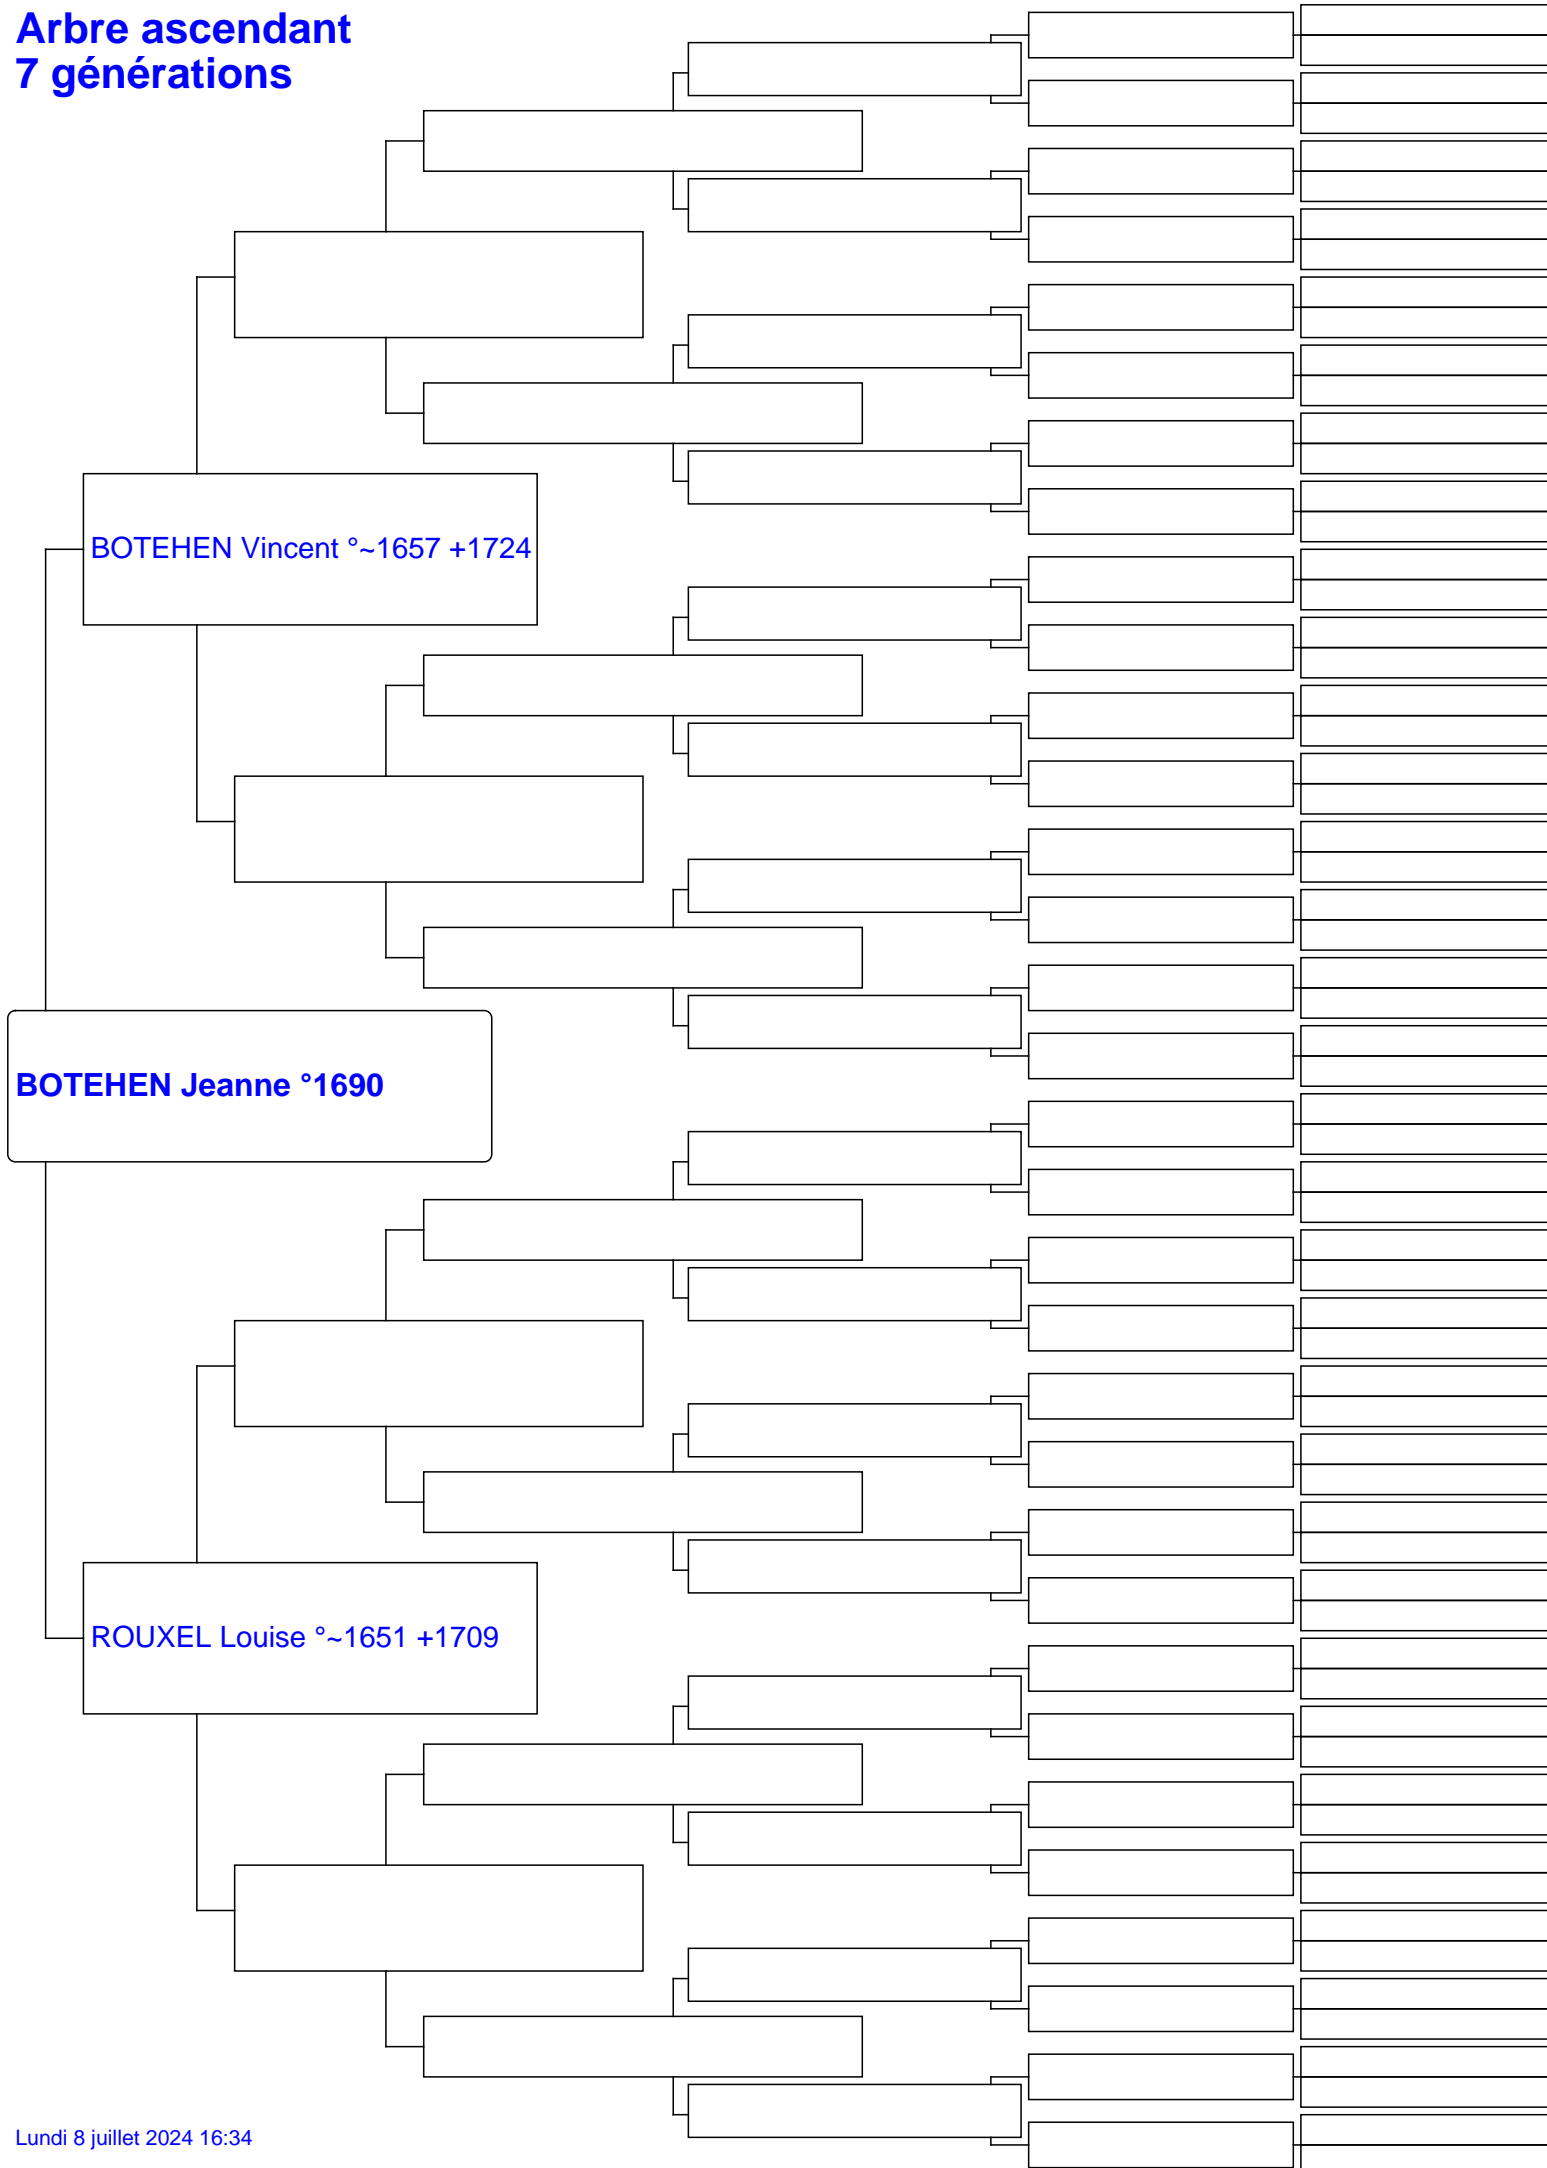 Arbre ascendant
7 générations
BOTEHEN Vincent °~1657 +1724
BOTEHEN Jeanne °1690
ROUXEL Louise °~1651 +1709
Lundi 8 juillet 2024 16:34